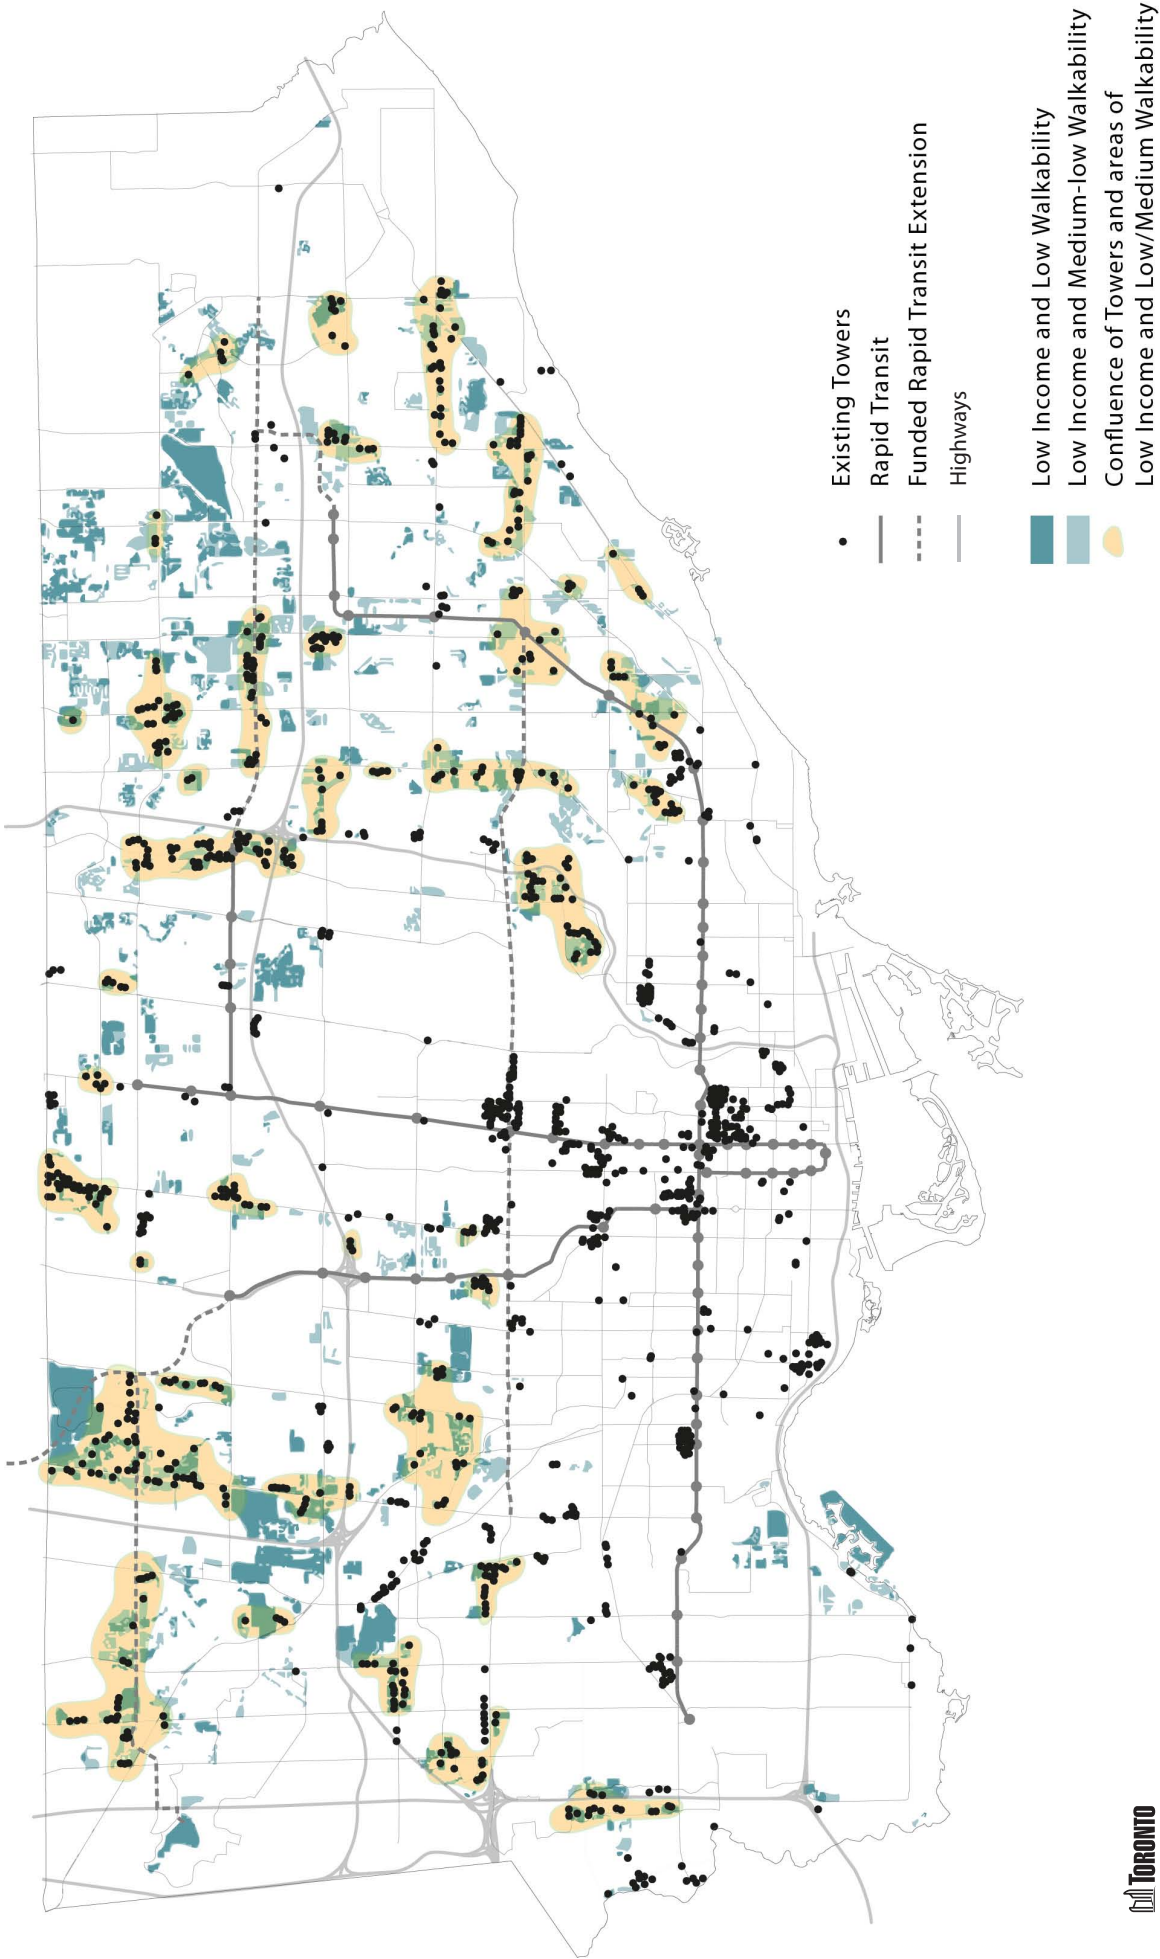 Existing Towers
Rapid Transit
Funded Rapid Transit Extension
Highways
Low Income and Low Walkability
Low Income and Medium-low Walkability
Confluence of Towers and areas of
Low Income and Low/Medium Walkability
TORONTO